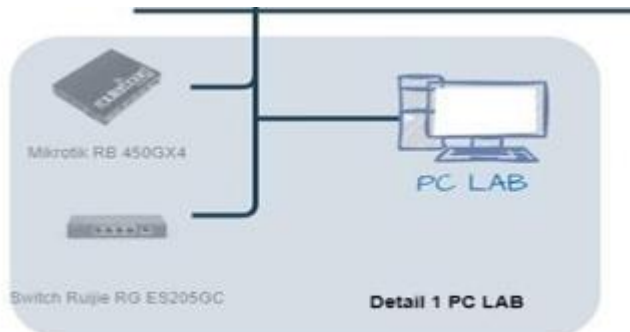 Mikrotik RB 450GX4
PC LAB
Switch Ruijie RG ES205GC
Detail 1 PC LAB